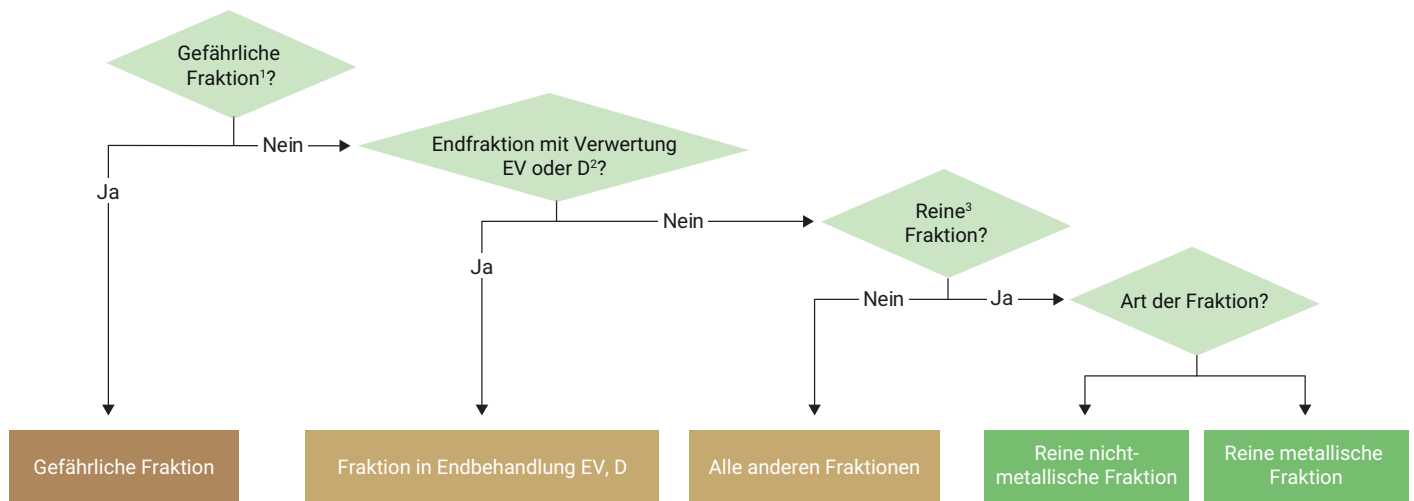 Gefährliche
Fraktion¹?
Nein
Ja
Endfraktion mit Verwertung
EV oder D²?
Nein
Ja
Reine³
Fraktion?
Nein
Ja
Art der Fraktion?
Gefährliche Fraktion
Fraktion in Endbehandlung EV, D
Alle anderen Fraktionen
Reine nicht-
metallische Fraktion
Reine metallische
Fraktion